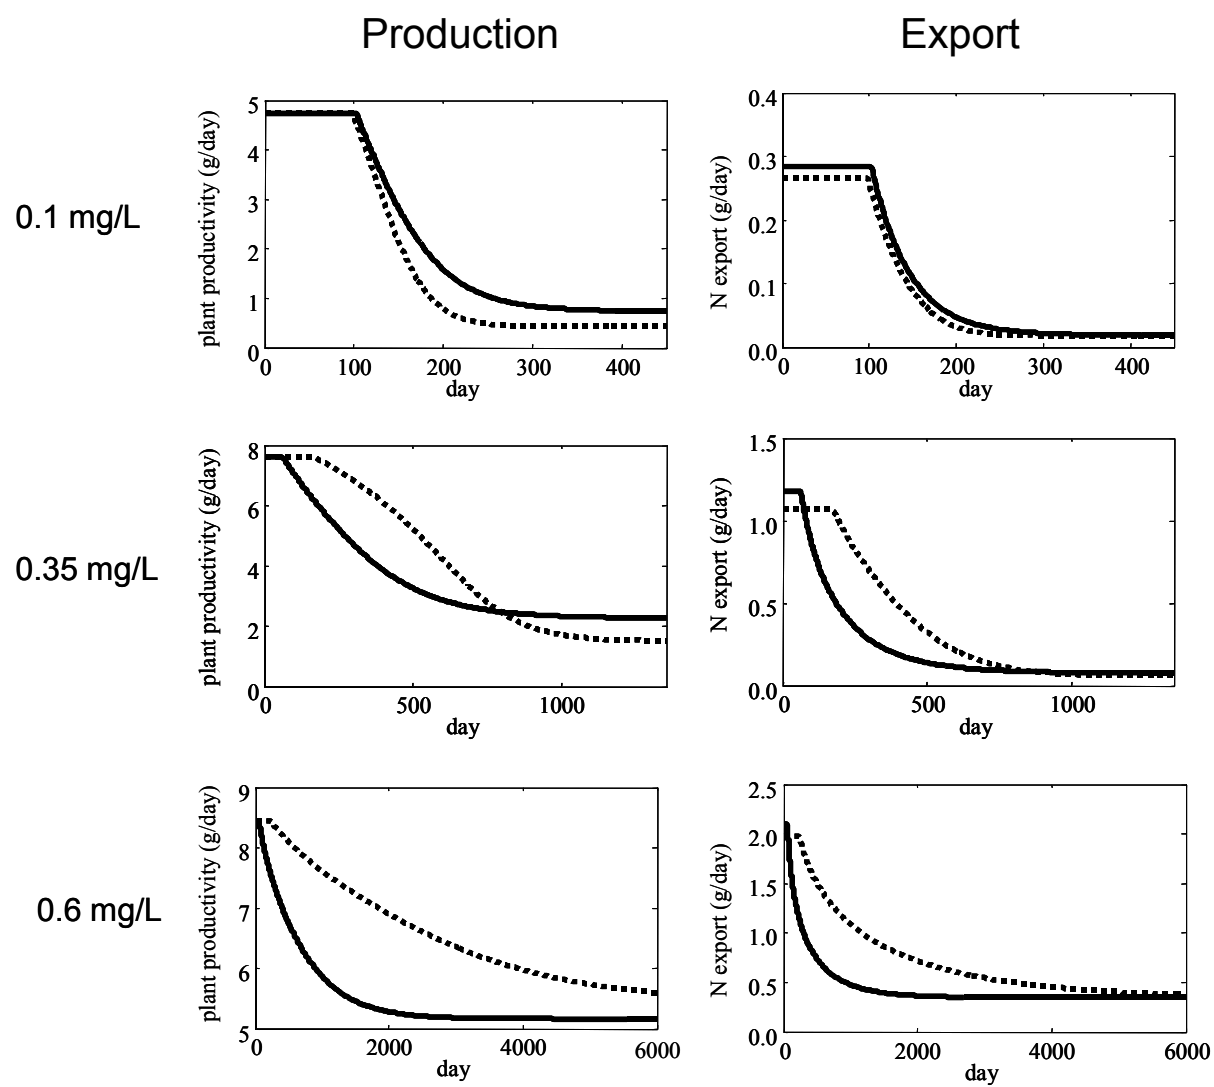 Production
Export
0.1 mg/L
plant productivity (g/day)
5
4
3
2
1
0
0 100 200 300 400
day
N export (g/day)
0.4
0.3
0.2
0.1
0.0
0 100 200 300 400
day
0.35 mg/L
plant productivity (g/day)
8
6
4
2
0
0 500 1000
day
N export (g/day)
1.5
1.0
0.5
0.0
0 500 1000
day
0.6 mg/L
plant productivity (g/day)
9
8
7
6
5
0 2000 4000 6000
day
N export (g/day)
2.5
2.0
1.5
1.0
0.5
0.0
0 2000 4000 6000
day